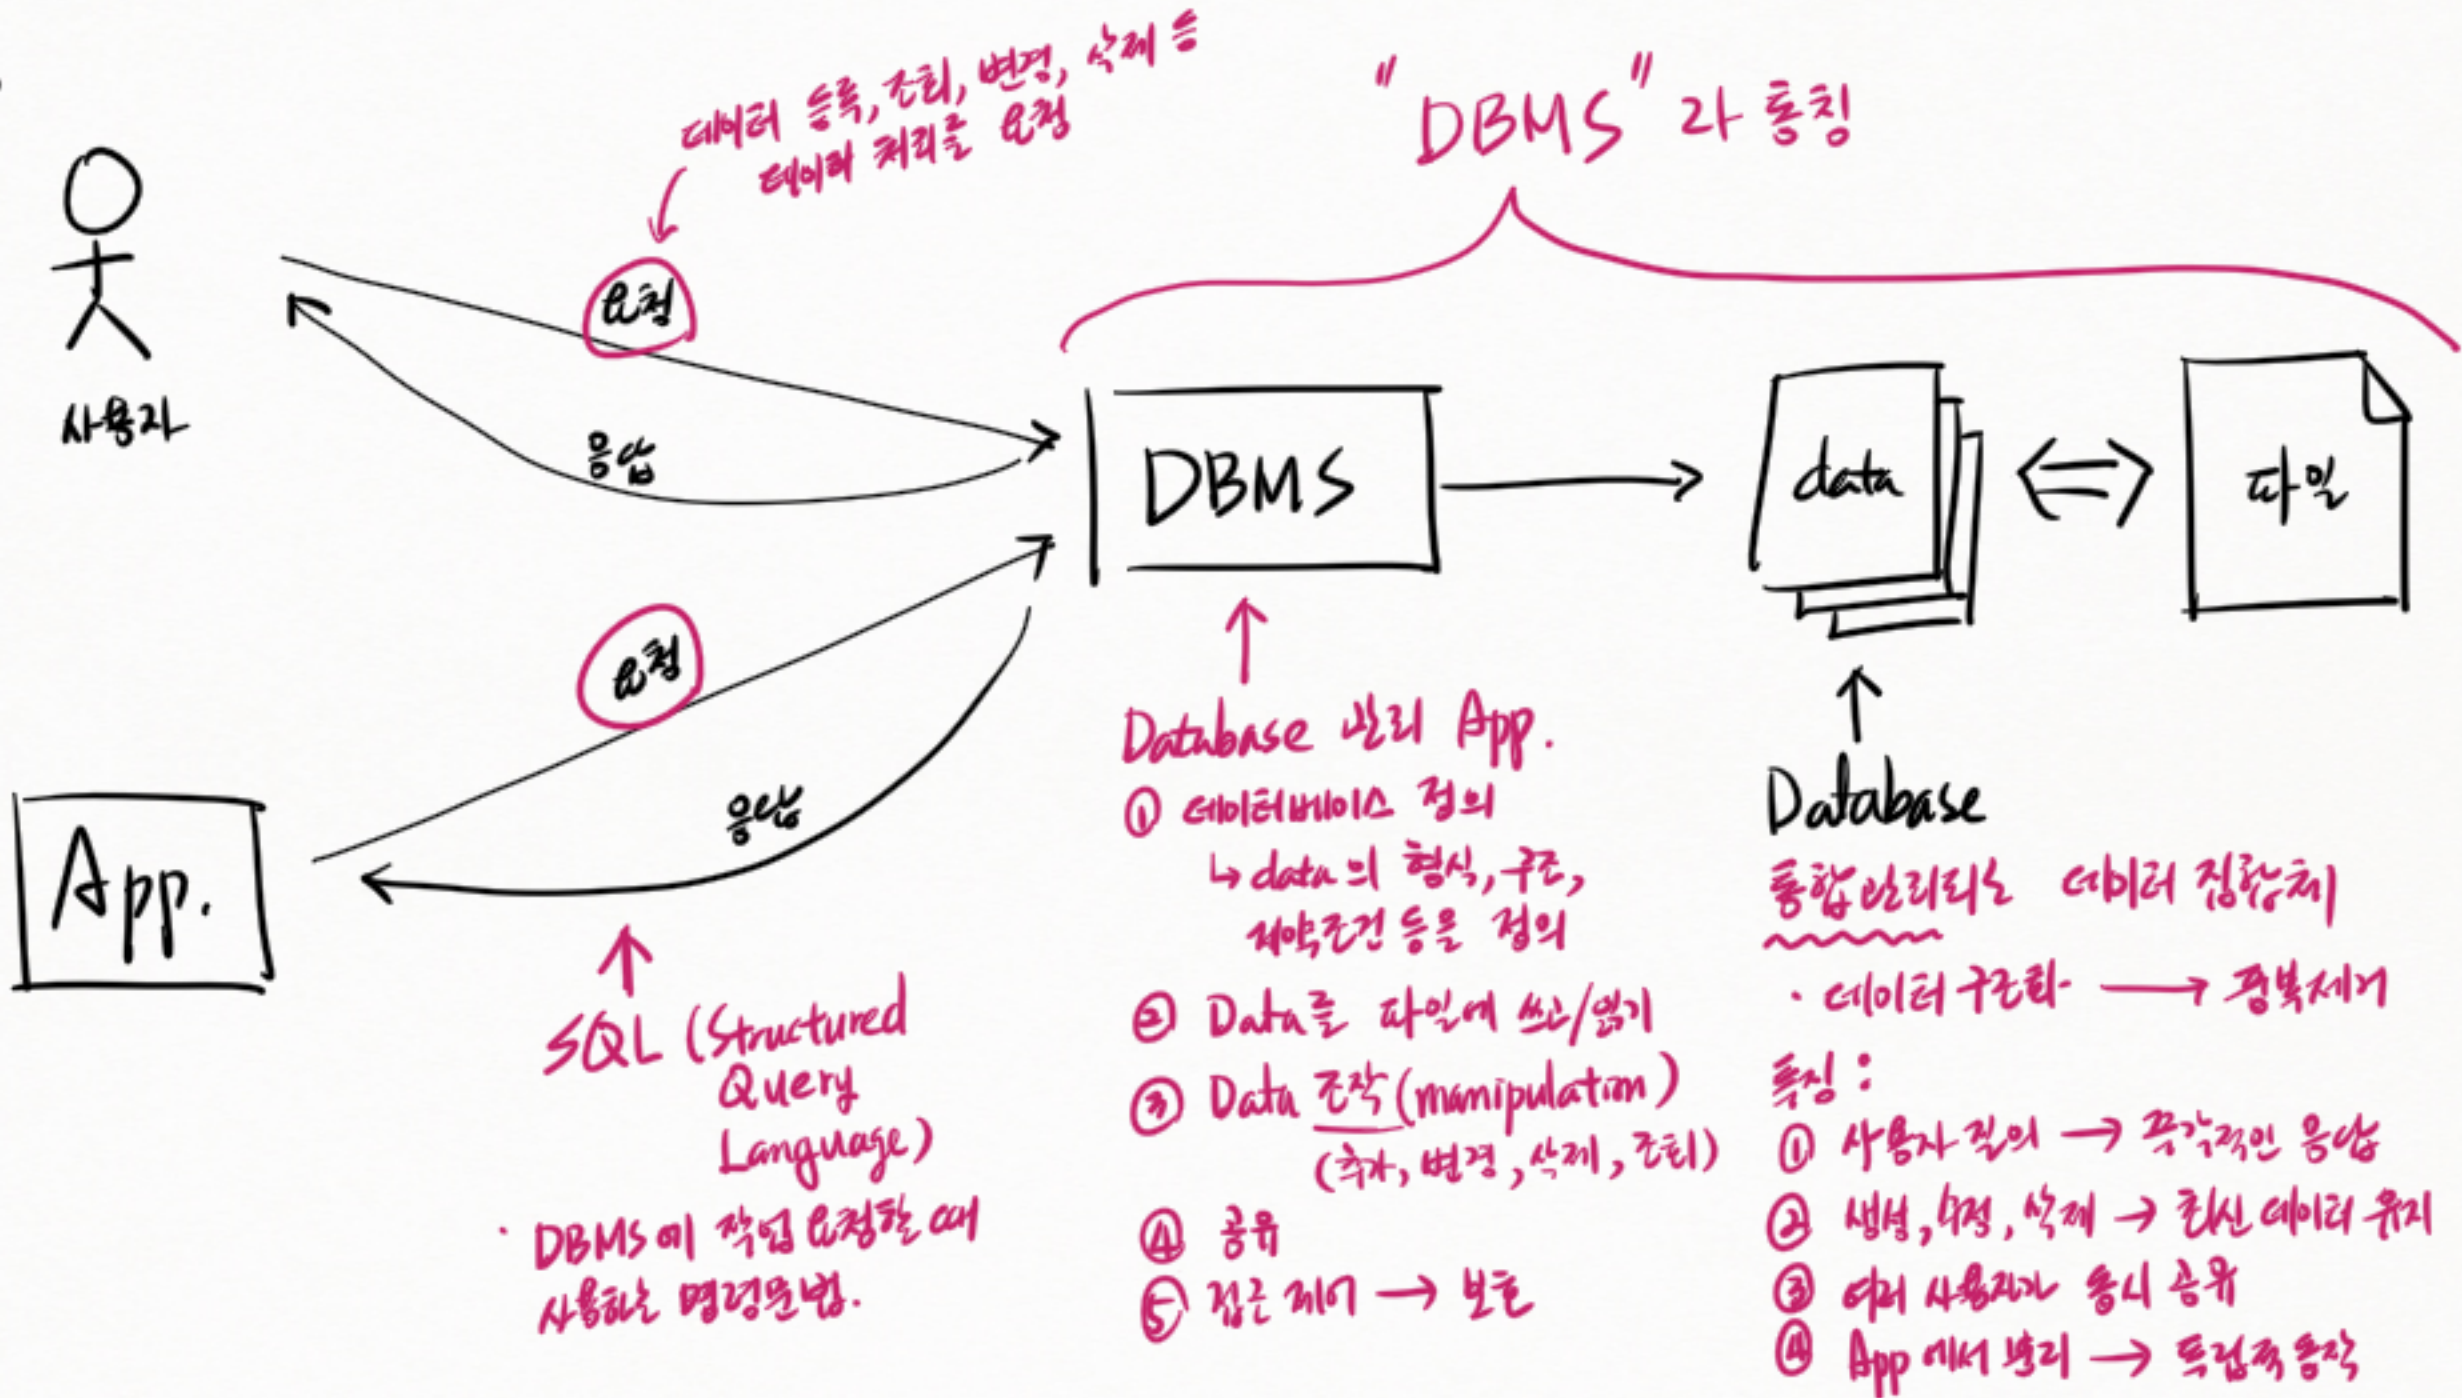 데이터 등록, 조회, 변경, 삭제 등
데이터 처리를 요청
"DBMS"라 통칭
요청
사용자
응답
DBMS
data
파일
요청
응답
App.
SQL (Structured
Query
Language)
· DBMS에 작업 요청할 때
사용하는 명령문법.
Database 관리 App.
① 데이터베이스 정의
↳ data의 형식, 구조,
제약조건 등을 정의
② Data를 파일에 쓰고/읽기
③ Data 조작(manipulation)
(추가, 변경, 삭제, 조회)
④ 공유
⑤ 접근 제어 → 보호
Database
통합관리되는 데이터 집합체
· 데이터 구조화 → 중복제거
특징 :
① 사용자 질의 → 즉각적인 응답
② 생성, 수정, 삭제 → 최신 데이터 유지
③ 여러 사용자가 동시 공유
④ App에서 분리 → 독립적 동작